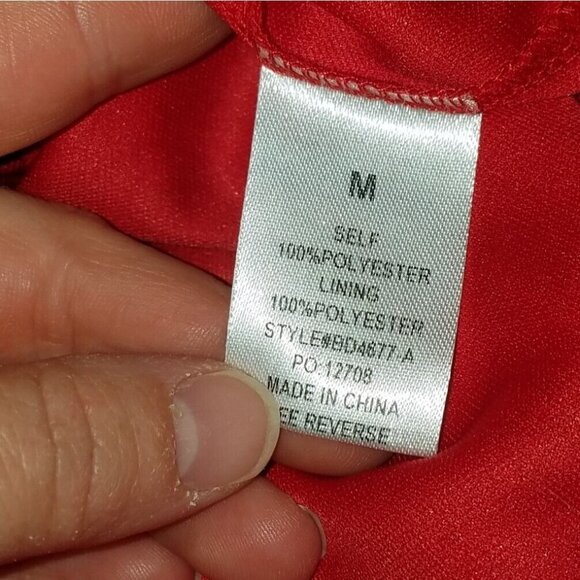 M
SELF
100%POLYESTER
LINING
100%POLYESTER
STYLE#BD4677-A
PO:12708
MADE IN CHINA
EE REVERSE